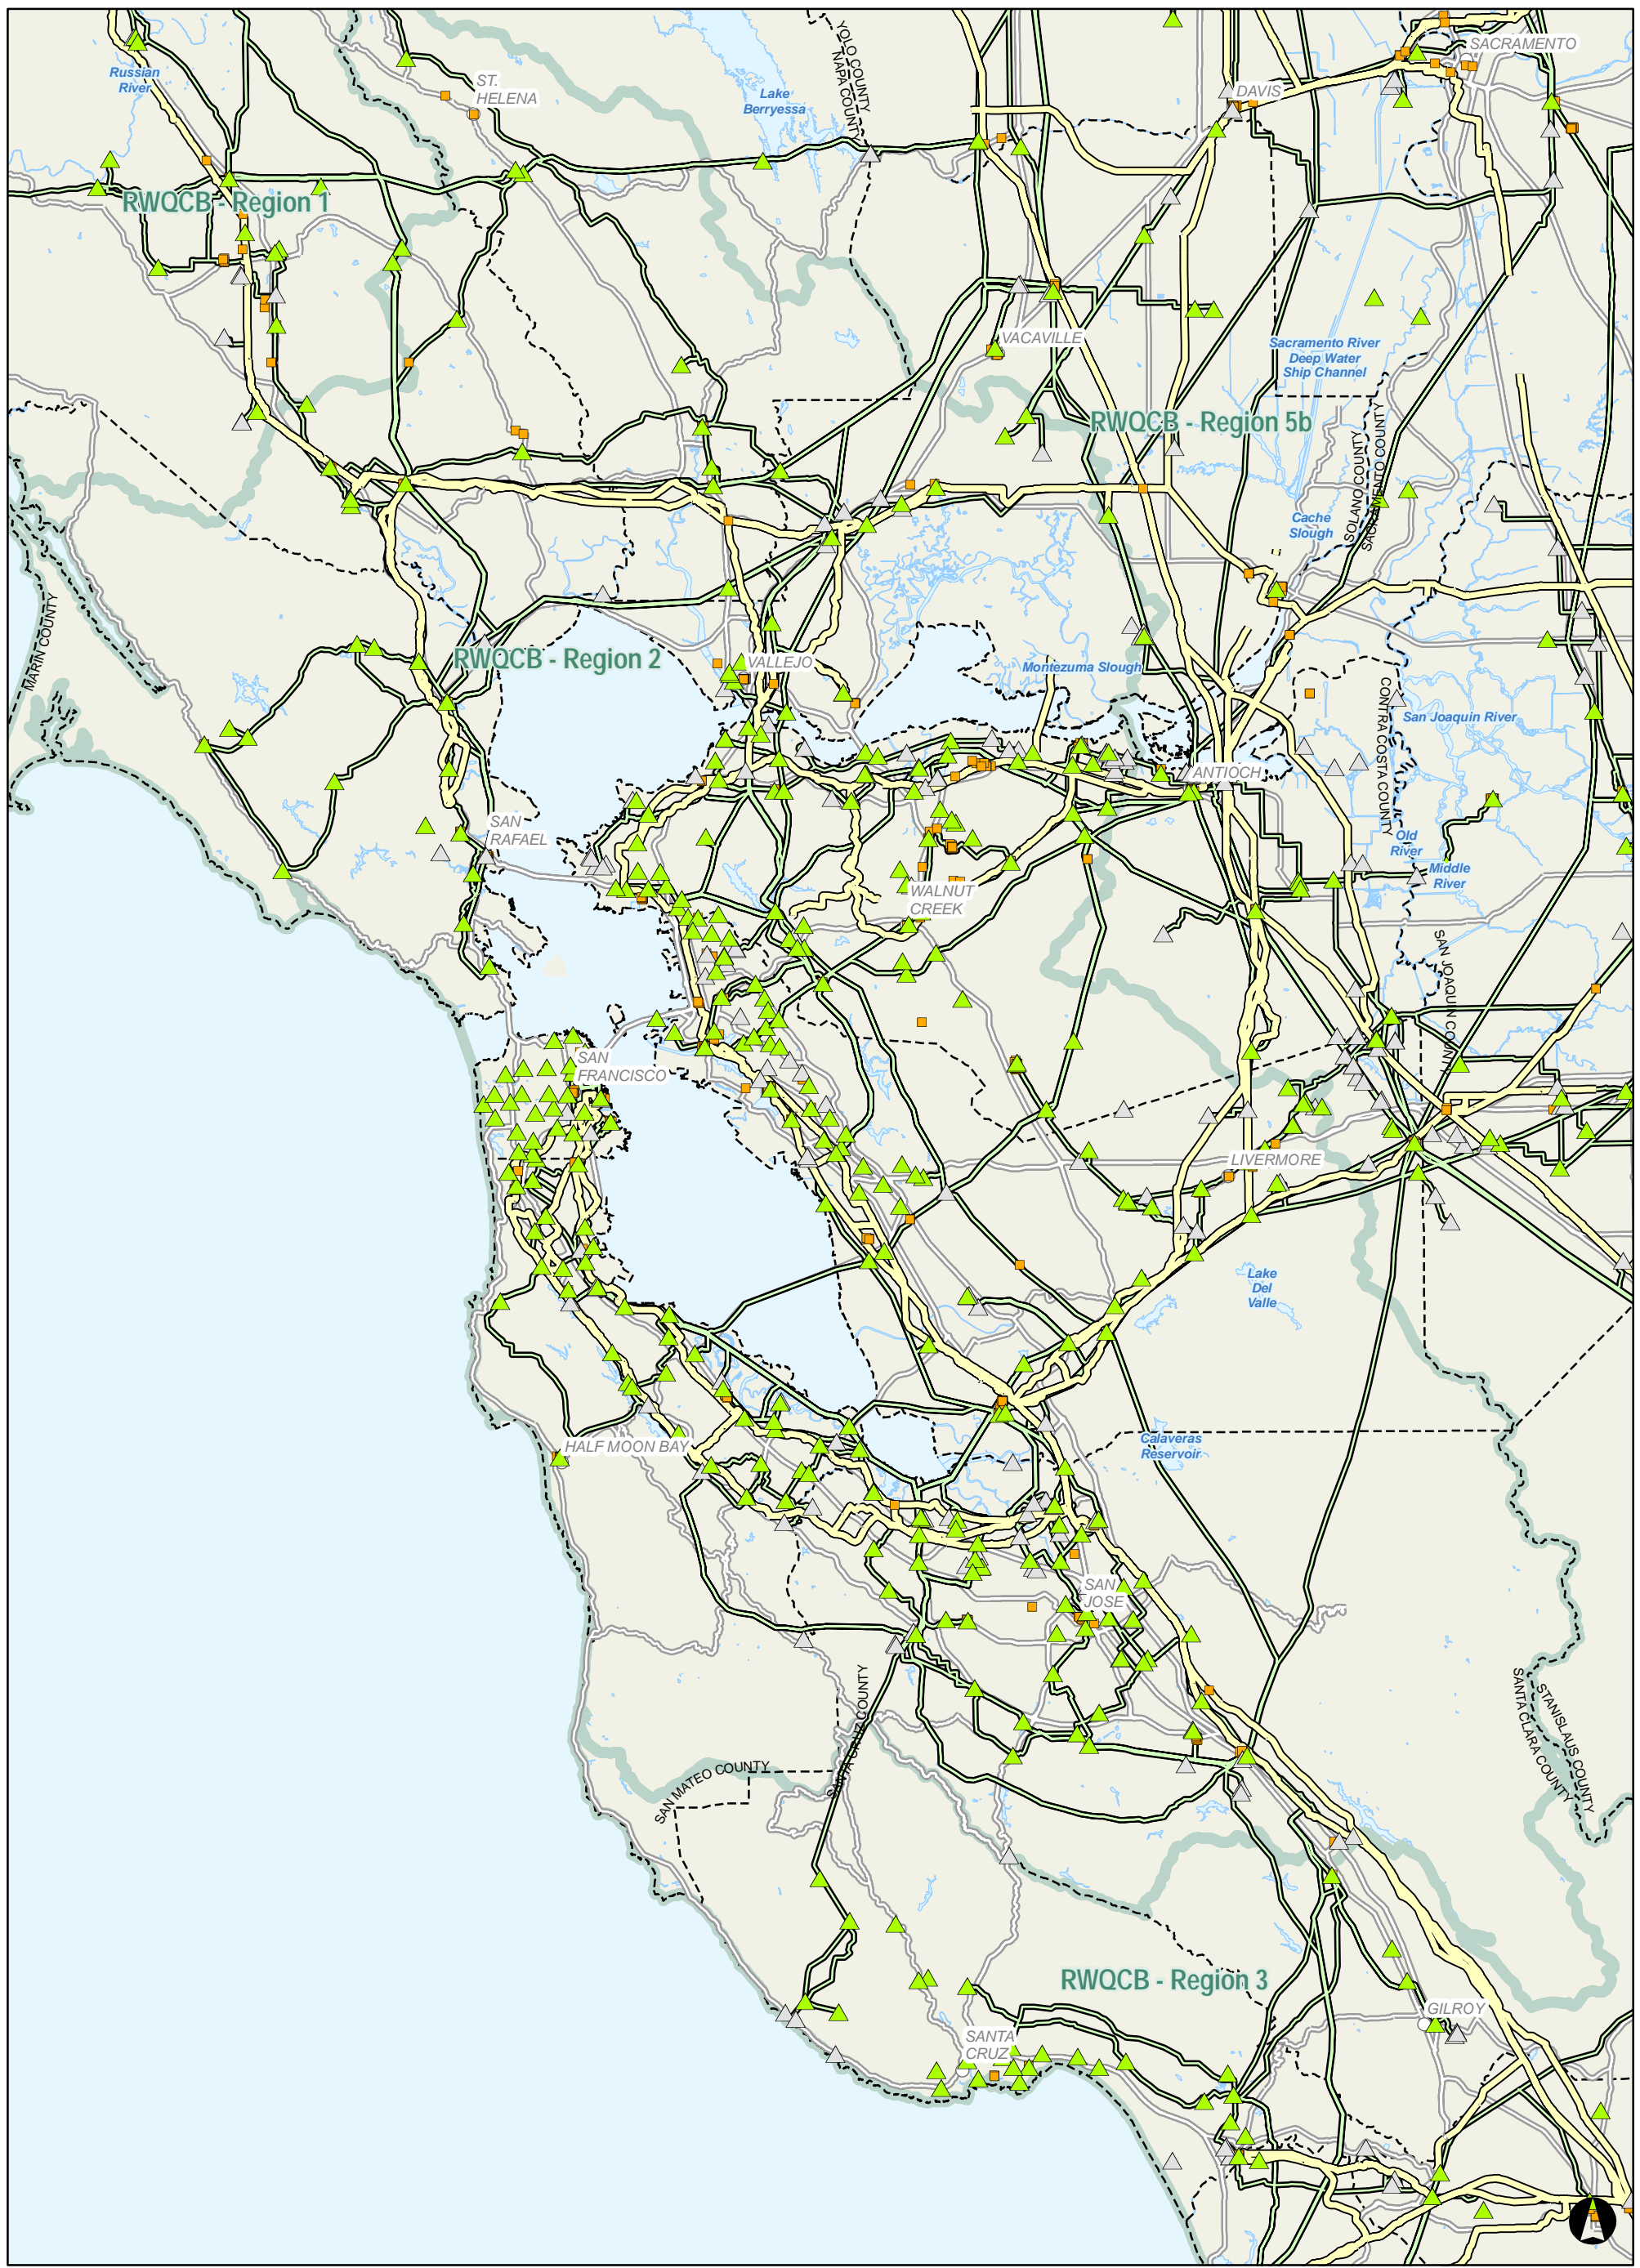 SACRAMENTO
YOLO COUNTY
NAPA COUNTY
Russian
River
ST.
HELENA
Lake
Berryessa
DAVIS
RWQCB - Region 1
VACAVILLE
Sacramento River
Deep Water
Ship Channel
RWQCB - Region 5b
SOLANO COUNTY
SACRAMENTO COUNTY
Cache
Slough
MARIN COUNTY
RWQCB - Region 2
VALLEJO
Montezuma Slough
CONTRA COSTA COUNTY
San Joaquin River
ANTIOCH
SAN
RAFAEL
Old
River
Middle
River
WALNUT
CREEK
SAN JOAQUIN COUNTY
SAN
FRANCISCO
LIVERMORE
Lake
Del
Valle
HALF MOON BAY
Calaveras
Reservoir
SAN
JOSE
SANTA CRUZ COUNTY
SAN MATEO COUNTY
STANISLAUS COUNTY
SANTA CLARA COUNTY
RWQCB - Region 3
GILROY
SANTA
CRUZ